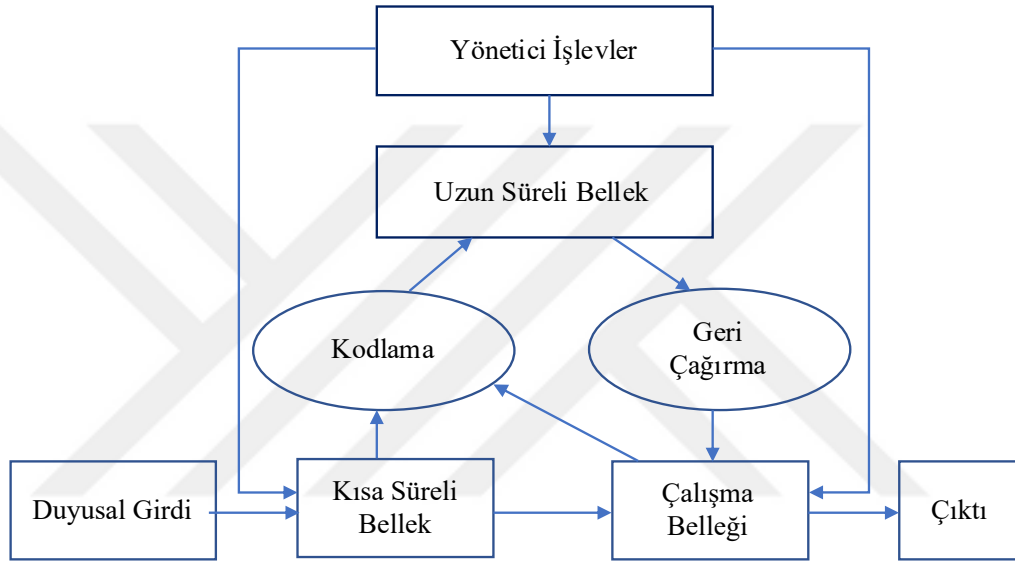 Yönetici İşlevler
Uzun Süreli Bellek
Kodlama
Geri
Çağırma
Duyusal Girdi
Kısa Süreli
Bellek
Çalışma
Belleği
Çıktı